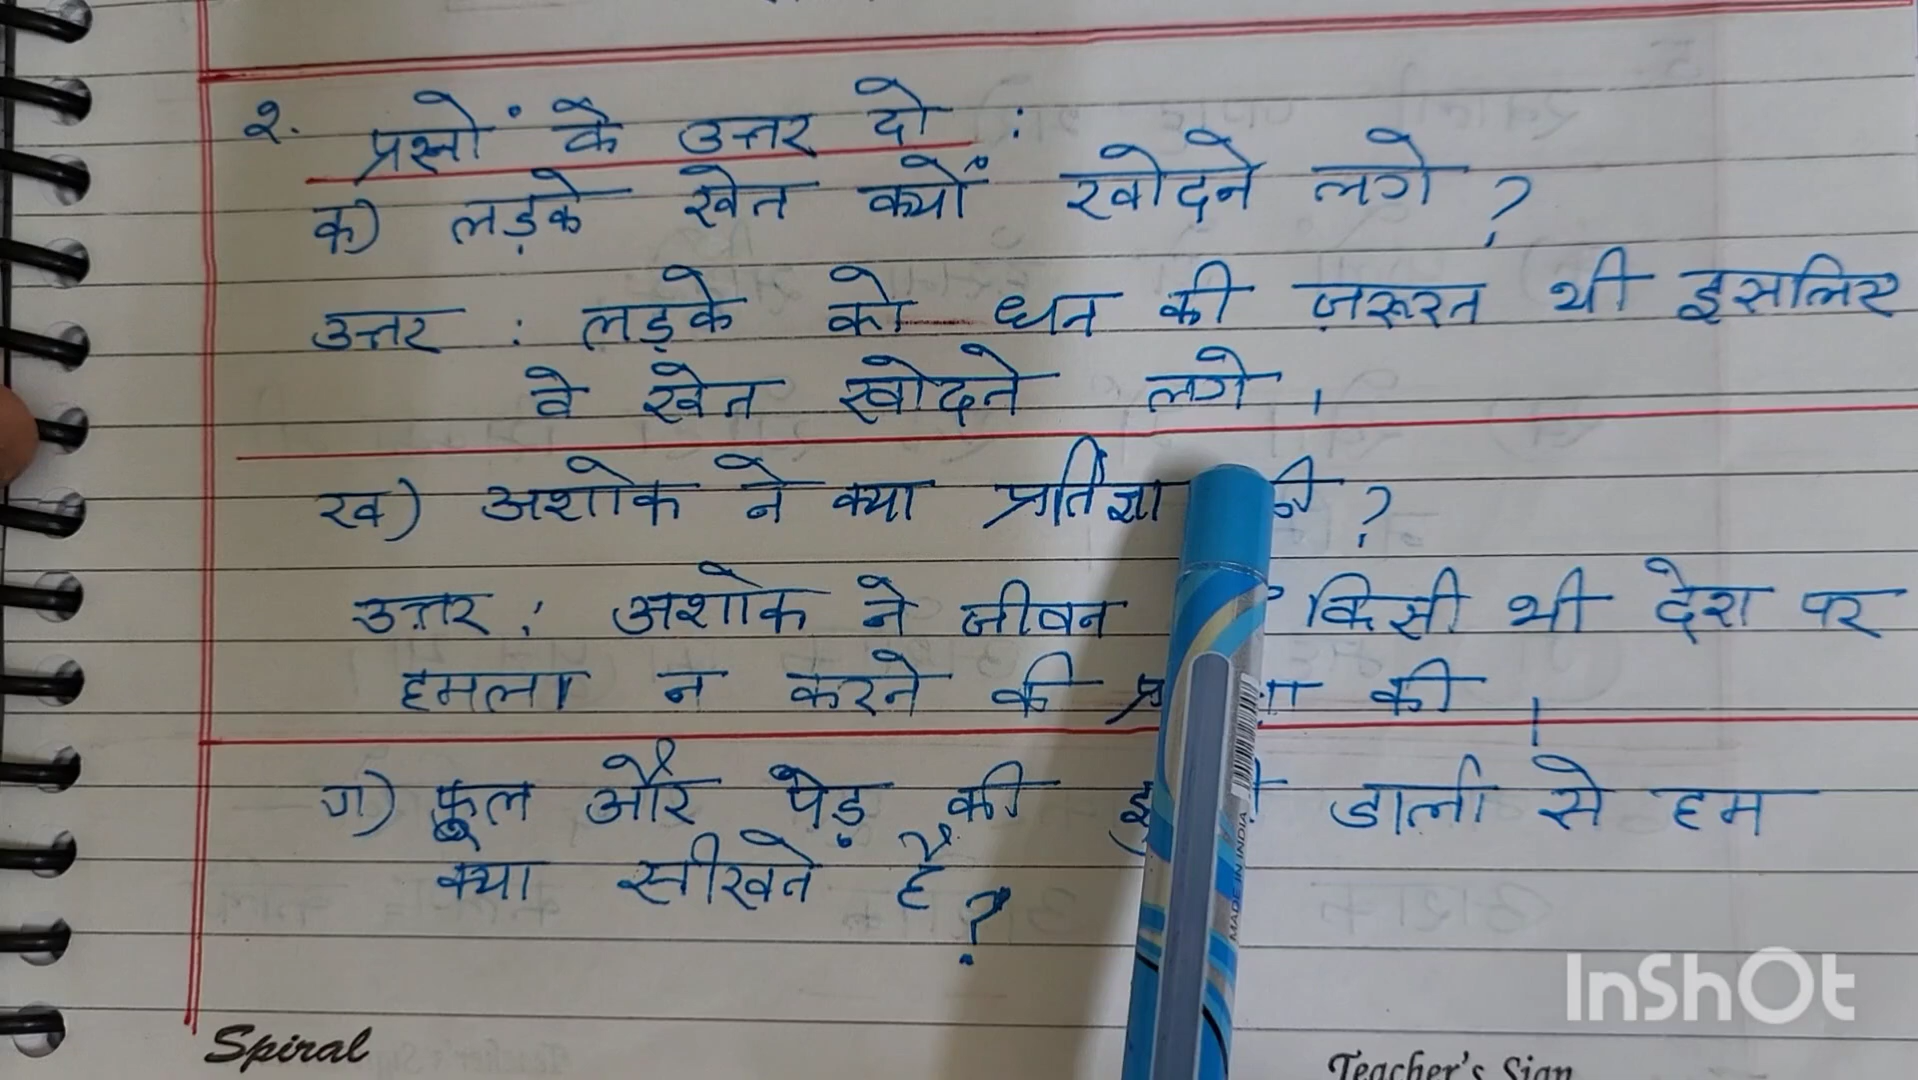 २. प्रश्नों के उत्तर दो :
क) लड़के खेत क्यों खोदने लगे ?
उत्तर : लड़के को धन की ज़रूरत थी इसलिए
वे खेत खोदने लगे ।
ख) अशोक ने क्या प्रतिज्ञा की ?
उत्तर : अशोक ने जीवन किसी भी देश पर
हमला न करने की की ।
ग) फूल और पेड़ की डाली से हम
क्या सीखते हैं ?
MADE IN INDIA
InShOt
Spiral
Teacher's Sign